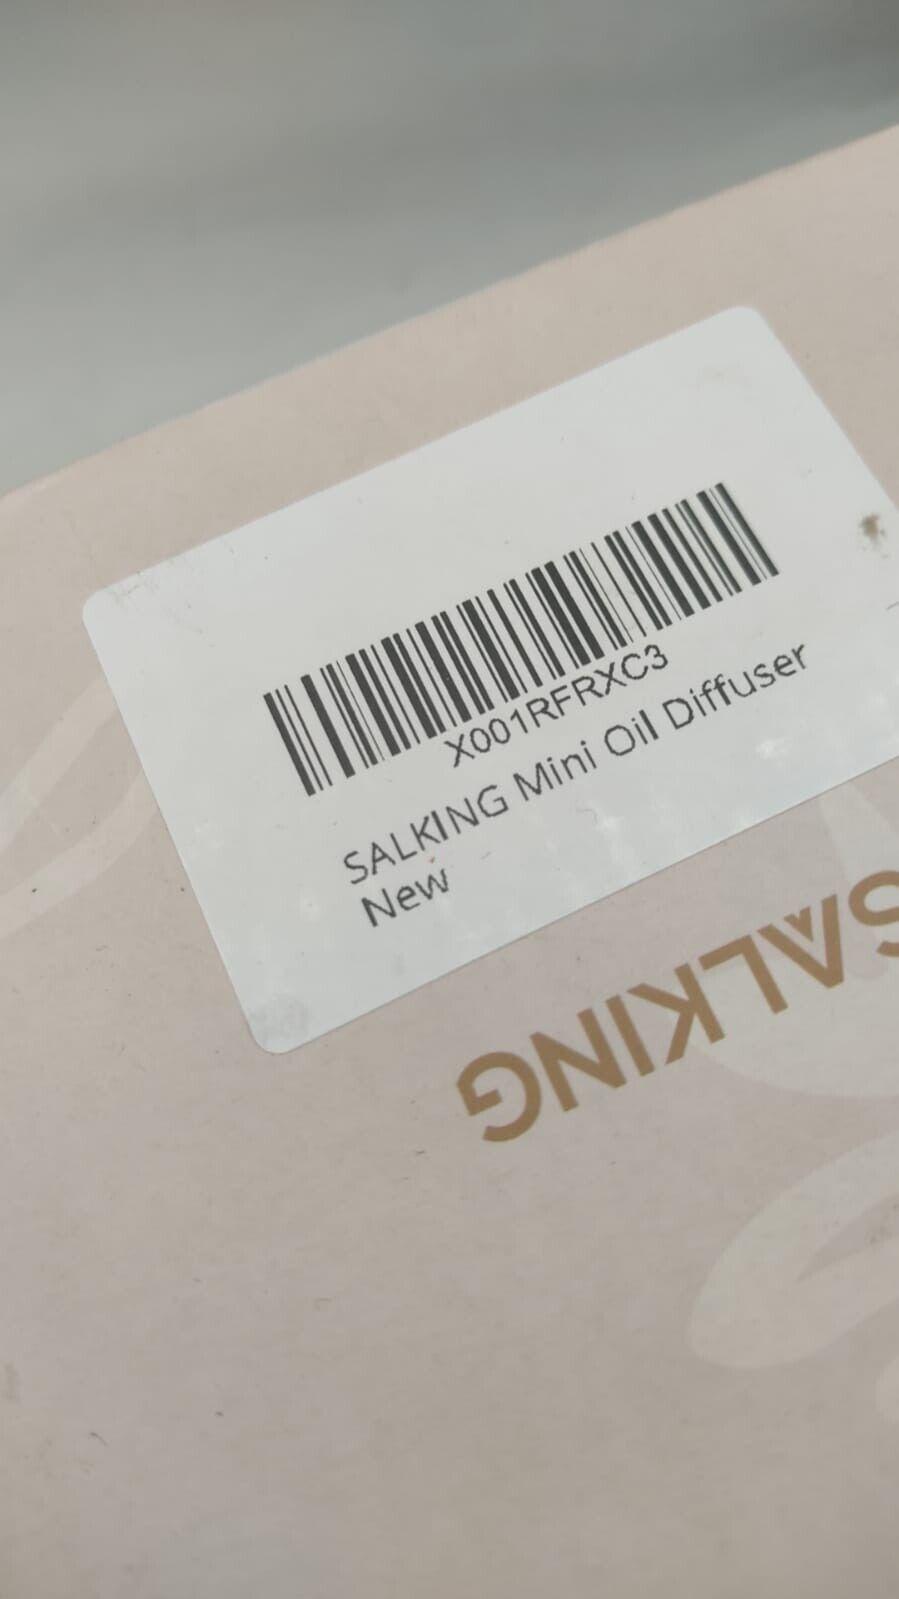 X001RFRXC3
SALKING Mini Oil Diffuser
New
SALKING